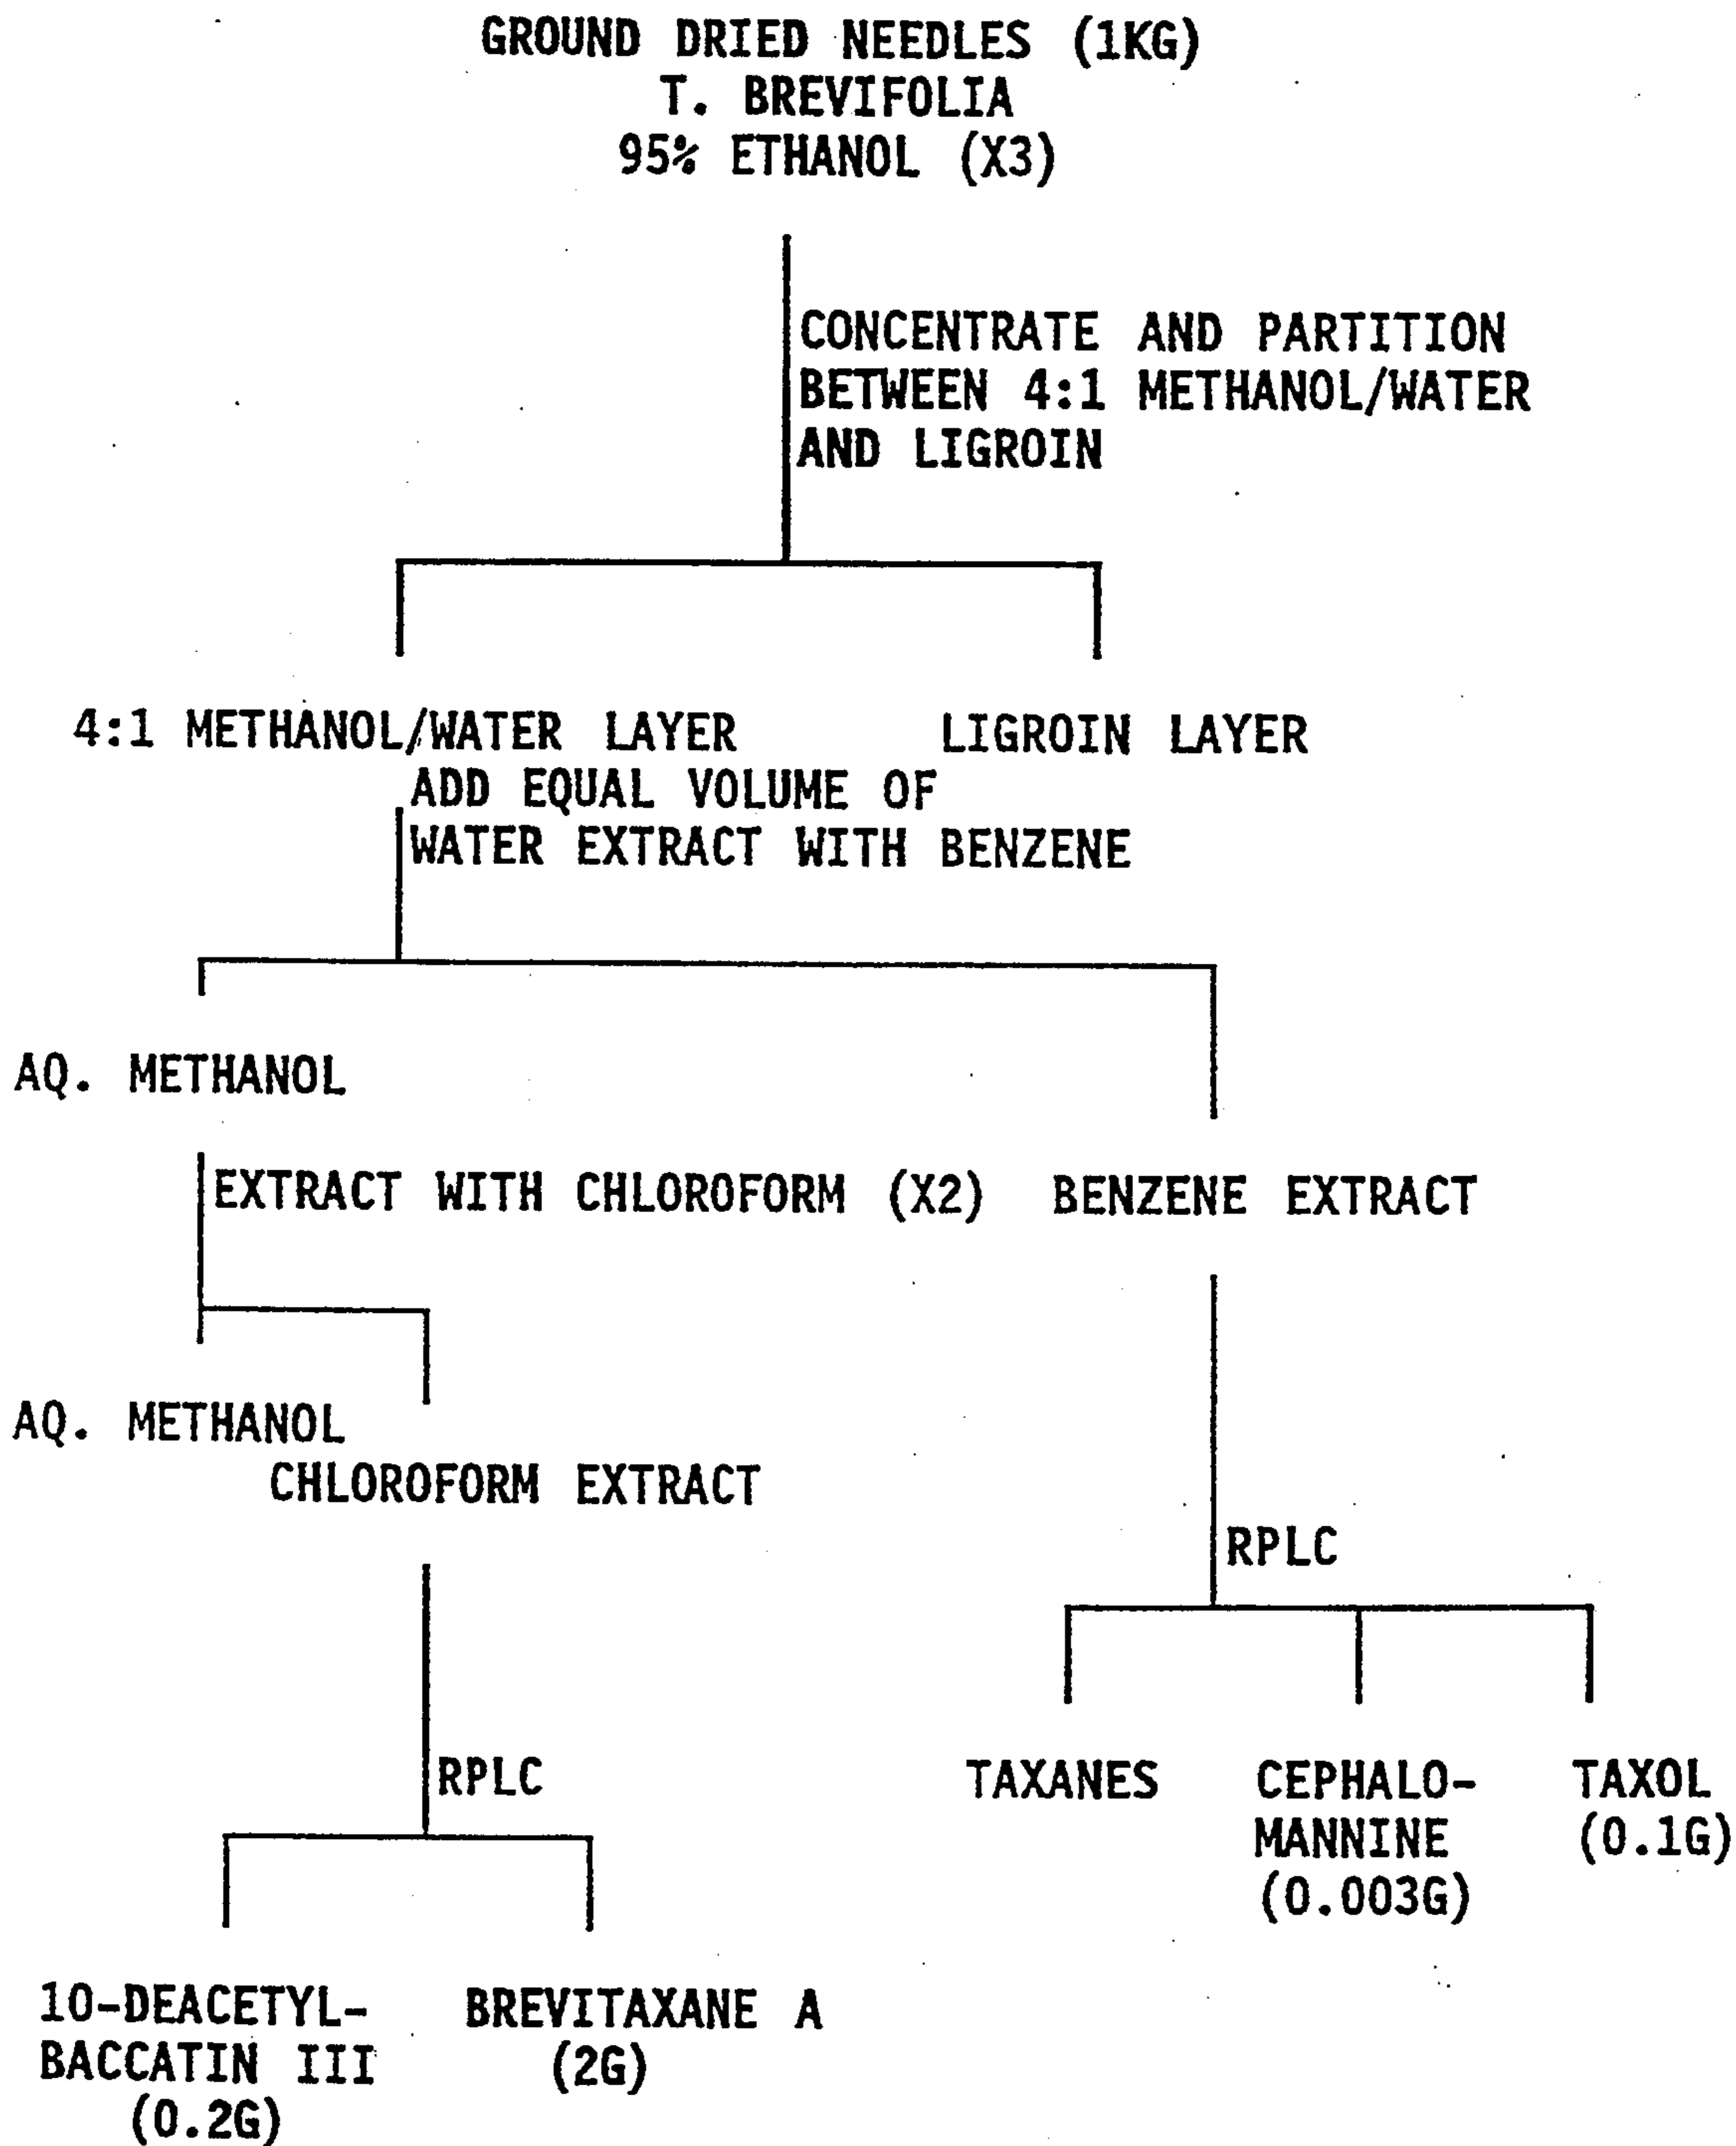 GROUND DRIED NEEDLES (1KG)
T. BREVIFOLIA
95% ETHANOL (X3)
CONCENTRATE AND PARTITION
BETWEEN 4:1 METHANOL/WATER
AND LIGROIN
4:1 METHANOL/WATER LAYER
LIGROIN LAYER
ADD EQUAL VOLUME OF
WATER EXTRACT WITH BENZENE
AQ. METHANOL
EXTRACT WITH CHLOROFORM (X2)
BENZENE EXTRACT
AQ. METHANOL
CHLOROFORM EXTRACT
RPLC
RPLC
TAXANES
CEPHALO-
MANNINE
(0.003G)
TAXOL
(0.1G)
10-DEACETYL-
BACCATIN III
(0.2G)
BREVITAXANE A
(2G)